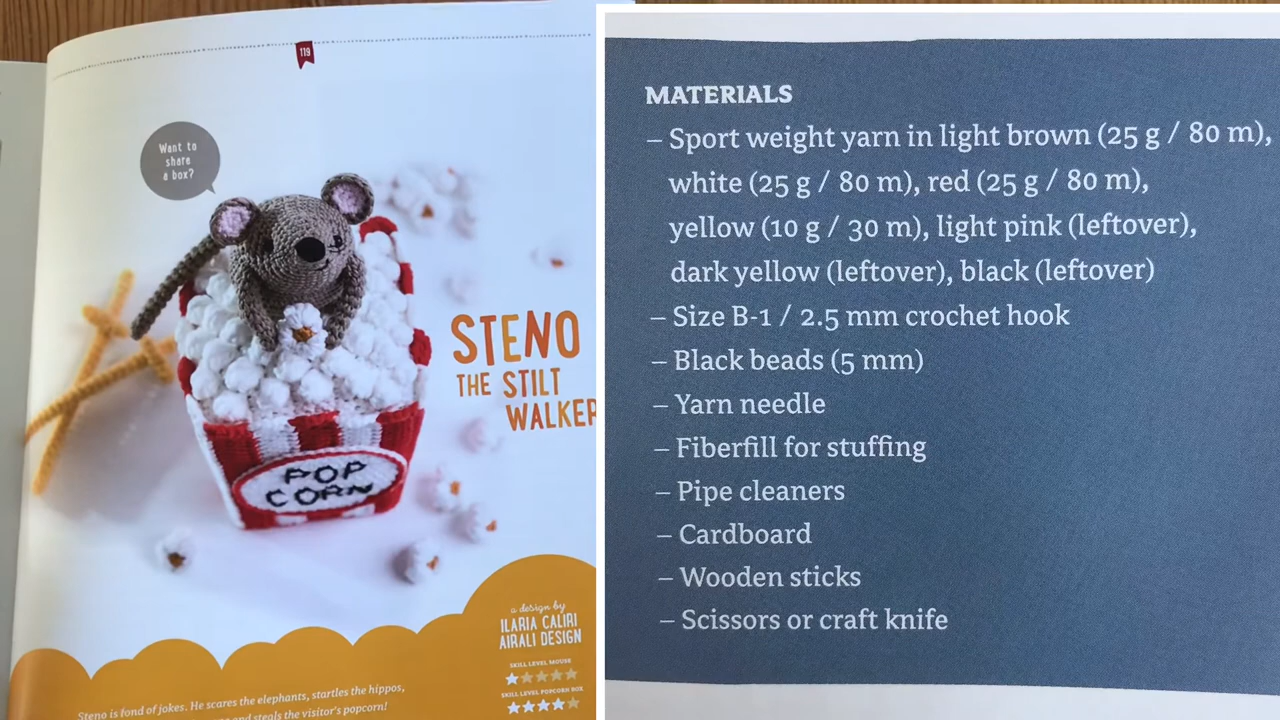 119
Want to
share
a box?
STENO
THE STILT
WALKER
POP
CORN
a design by
ILARIA CALIRI
AIRALI DESIGN
SKILL LEVEL MOUSE
SKILL LEVEL POPCORN BOX
Steno is fond of jokes. He scares the elephants, startles the hippos,
and steals the visitor's popcorn!
MATERIALS
– Sport weight yarn in light brown (25 g / 80 m),
white (25 g / 80 m), red (25 g / 80 m),
yellow (10 g / 30 m), light pink (leftover),
dark yellow (leftover), black (leftover)
– Size B-1 / 2.5 mm crochet hook
– Black beads (5 mm)
– Yarn needle
– Fiberfill for stuffing
– Pipe cleaners
– Cardboard
– Wooden sticks
– Scissors or craft knife